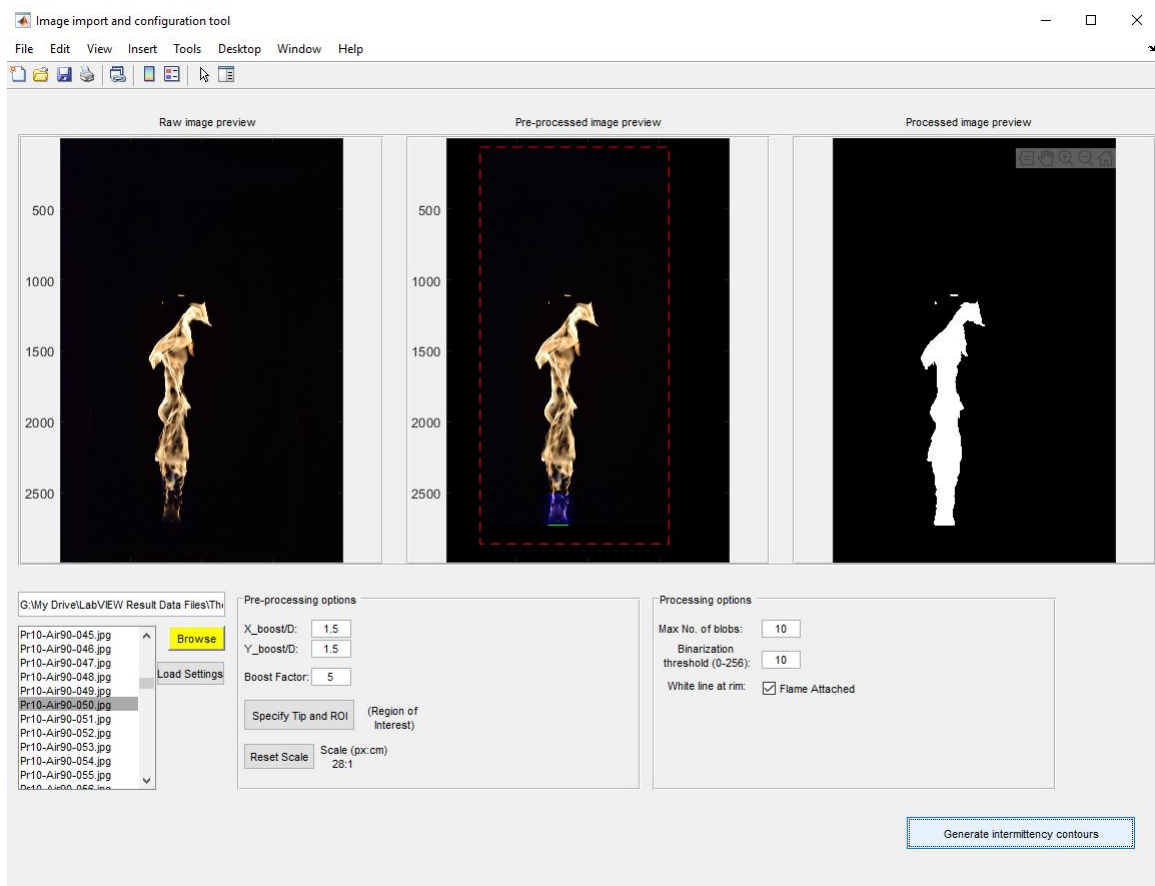 Image import and configuration tool
File Edit View Insert Tools Desktop Window Help
Raw image preview
Pre-processed image preview
Processed image preview
500
1000
1500
2000
2500
500
1000
1500
2000
2500
G:\My Drive\LabVIEW Result Data Files\The
Pr10-Air90-045.jpg
Pr10-Air90-046.jpg
Pr10-Air90-047.jpg
Pr10-Air90-048.jpg
Pr10-Air90-049.jpg
Pr10-Air90-050.jpg
Pr10-Air90-051.jpg
Pr10-Air90-052.jpg
Pr10-Air90-053.jpg
Pr10-Air90-054.jpg
Pr10-Air90-055.jpg
Pr10-Air90-056.jpg
Browse
Load Settings
Pre-processing options
X_boost/D: 1.5
Y_boost/D: 1.5
Boost Factor: 5
Specify Tip and ROI
(Region of
Interest)
Reset Scale
Scale (px:cm)
28:1
Processing options
Max No. of blobs: 10
Binarization
threshold (0-256): 10
White line at rim: Flame Attached
Generate intermittency contours